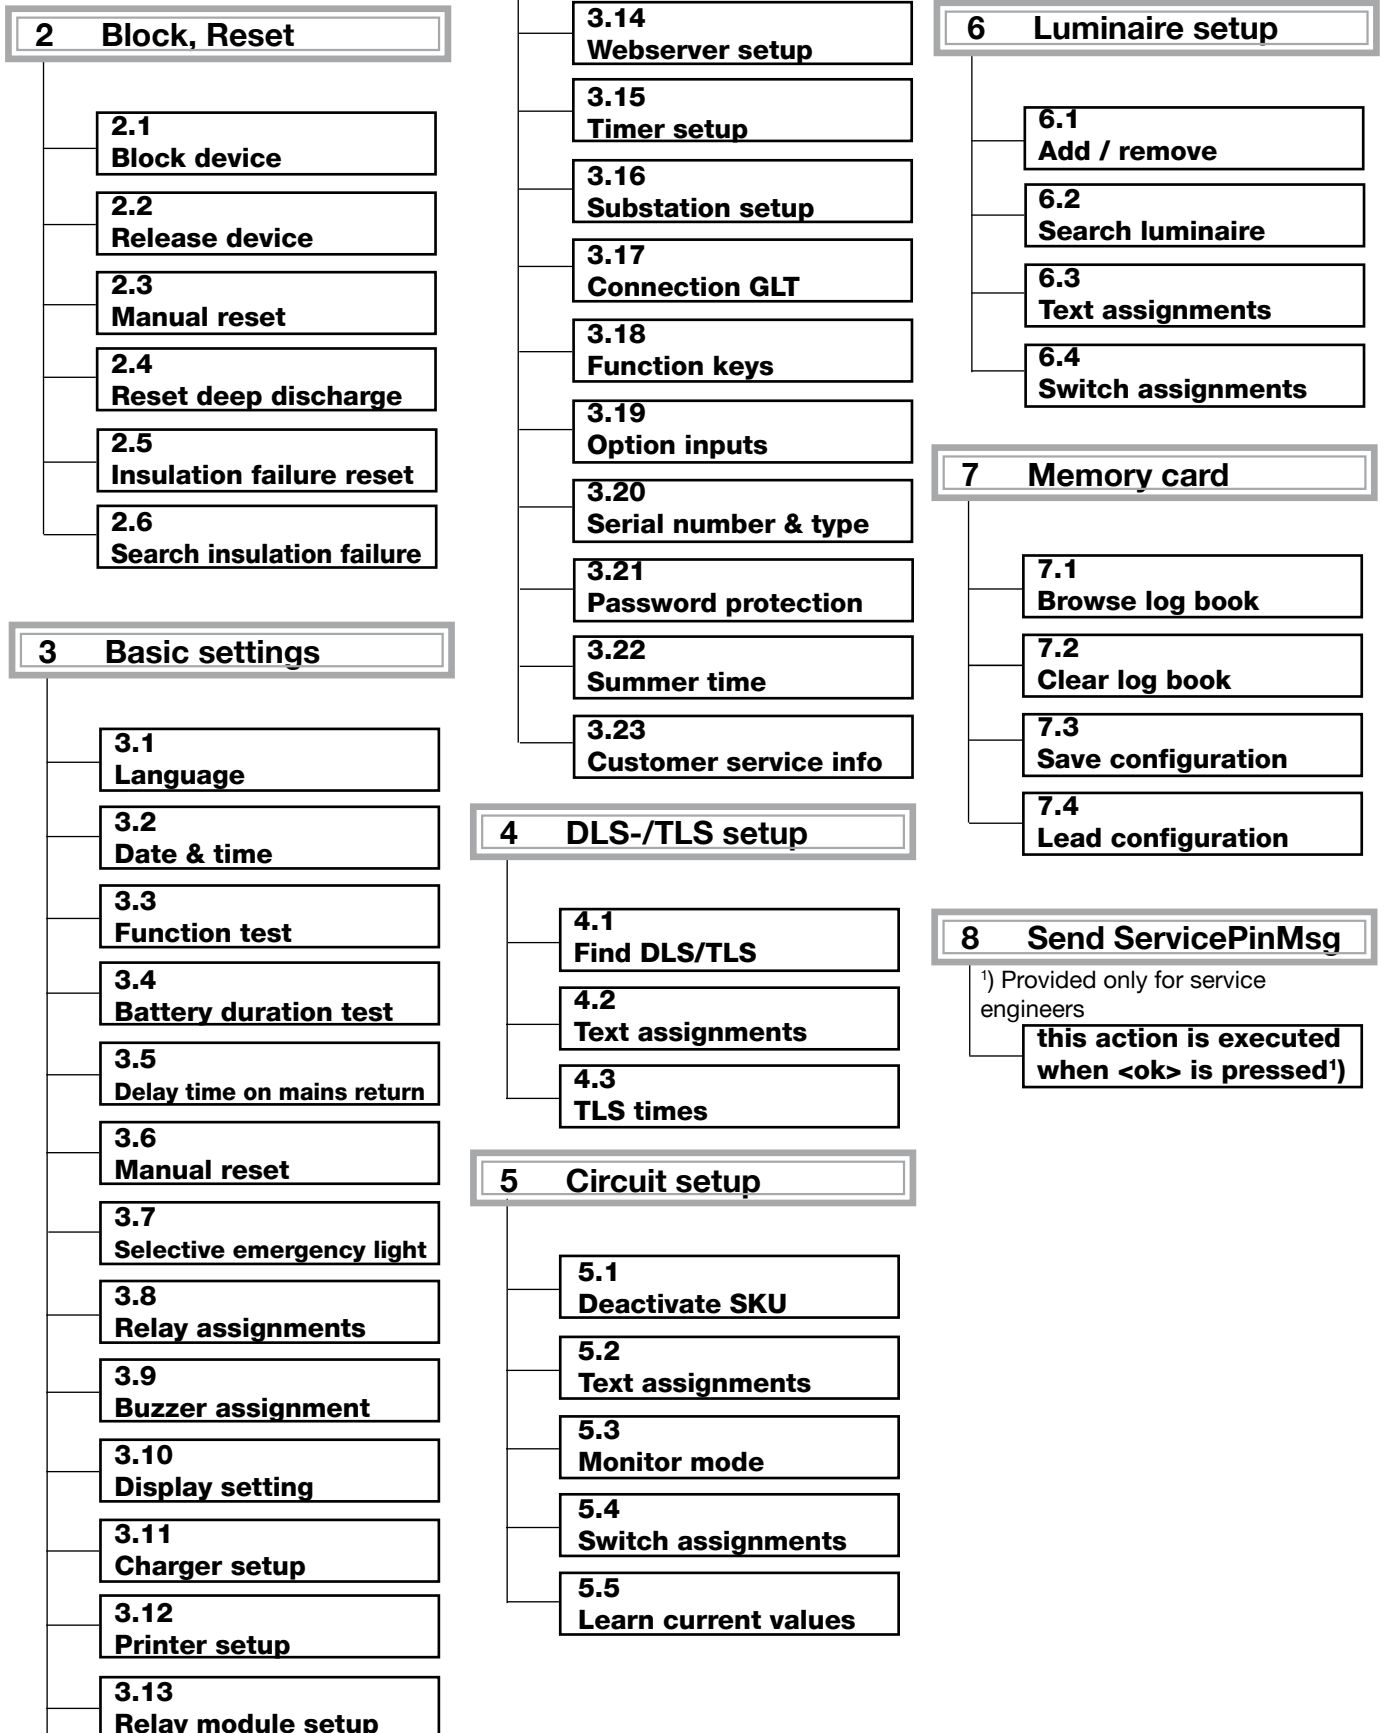 2 Block, Reset
2.1
Block device
2.2
Release device
2.3
Manual reset
2.4
Reset deep discharge
2.5
Insulation failure reset
2.6
Search insulation failure
3 Basic settings
3.1
Language
3.2
Date & time
3.3
Function test
3.4
Battery duration test
3.5
Delay time on mains return
3.6
Manual reset
3.7
Selective emergency light
3.8
Relay assignments
3.9
Buzzer assignment
3.10
Display setting
3.11
Charger setup
3.12
Printer setup
3.13
Relay module setup
3.14
Webserver setup
3.15
Timer setup
3.16
Substation setup
3.17
Connection GLT
3.18
Function keys
3.19
Option inputs
3.20
Serial number & type
3.21
Password protection
3.22
Summer time
3.23
Customer service info
4 DLS-/TLS setup
4.1
Find DLS/TLS
4.2
Text assignments
4.3
TLS times
5 Circuit setup
5.1
Deactivate SKU
5.2
Text assignments
5.3
Monitor mode
5.4
Switch assignments
5.5
Learn current values
6 Luminaire setup
6.1
Add / remove
6.2
Search luminaire
6.3
Text assignments
6.4
Switch assignments
7 Memory card
7.1
Browse log book
7.2
Clear log book
7.3
Save configuration
7.4
Lead configuration
8 Send ServicePinMsg
¹) Provided only for service
engineers
this action is executed
when <ok> is pressed¹)